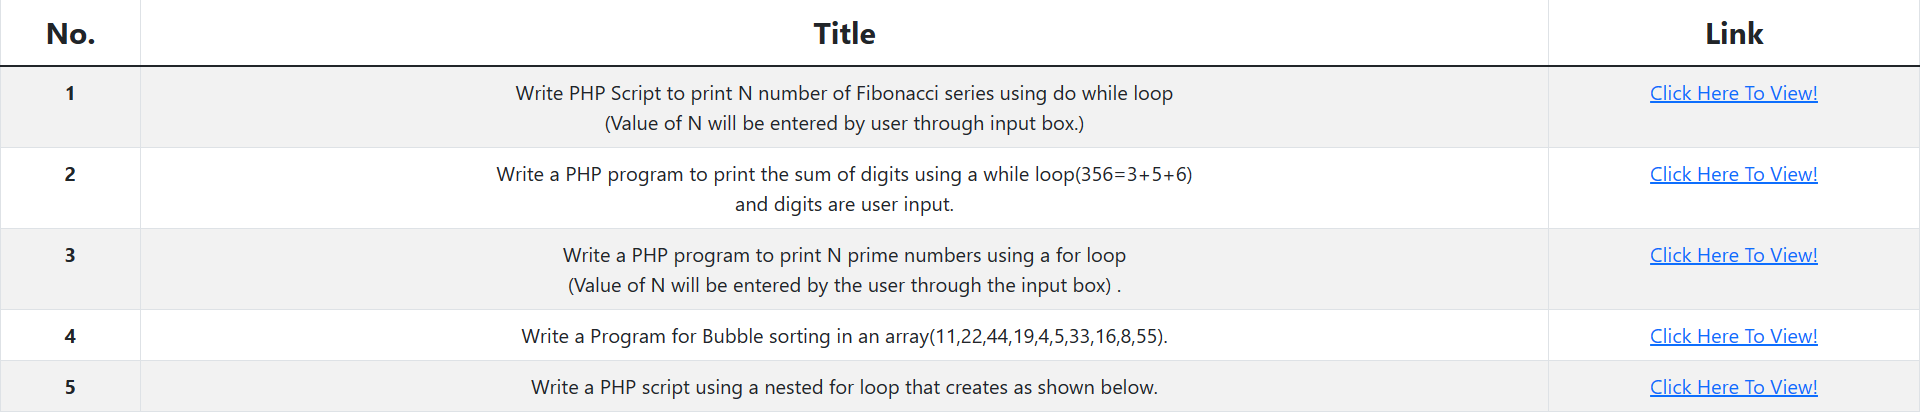 No. Title Link
1 Write PHP Script to print N number of Fibonacci series using do while loop Click Here To View!
(Value of N will be entered by user through input box.)
2 Write a PHP program to print the sum of digits using a while loop(356=3+5+6) Click Here To View!
and digits are user input.
3 Write a PHP program to print N prime numbers using a for loop Click Here To View!
(Value of N will be entered by the user through the input box) .
4 Write a Program for Bubble sorting in an array(11,22,44,19,4,5,33,16,8,55). Click Here To View!
5 Write a PHP script using a nested for loop that creates as shown below. Click Here To View!